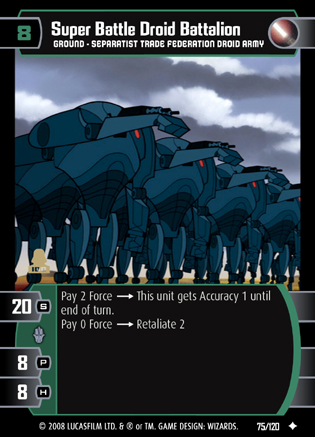 8
Super Battle Droid Battalion
GROUND - SEPARATIST TRADE FEDERATION DROID ARMY
20 S
Pay 2 Force → This unit gets Accuracy 1 until
end of turn.
Pay 0 Force → Retaliate 2
8 P
8 H
© 2008 LUCASFILM LTD. & ® or TM. GAME DESIGN: WIZARDS. 75/120